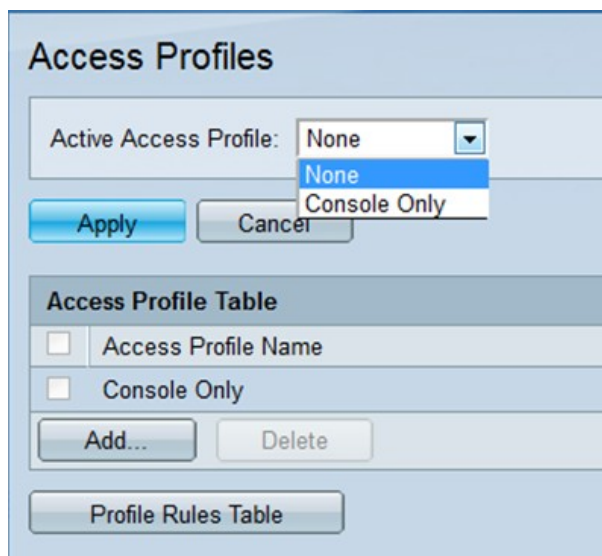 Access Profiles
Active Access Profile: None
None
Console Only
Apply Cancel
Access Profile Table
Access Profile Name
Console Only
Add... Delete
Profile Rules Table